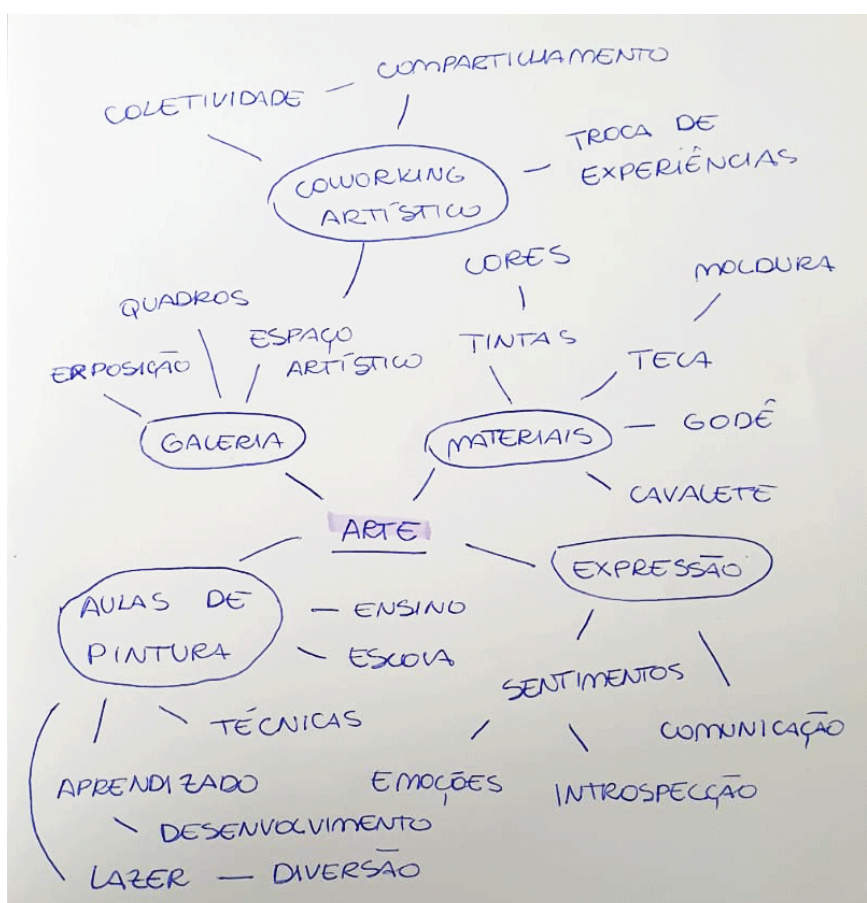 COMPARTILHAMENTO
COLETIVIDADE
TROCA DE
EXPERIÊNCIAS
COWORKING
ARTÍSTICO
CORES
MOLDURA
QUADROS
ESPAÇO
ARTÍSTICO
TINTAS
TELA
EXPOSIÇÃO
GALERIA
MATERIAIS
GODÊ
CAVALETE
ARTE
EXPRESSÃO
AULAS DE
PINTURA
ENSINO
ESCOLA
SENTIMENTOS
TÉCNICAS
COMUNICAÇÃO
APRENDIZADO
EMOÇÕES
INTROSPECÇÃO
DESENVOLVIMENTO
LAZER
DIVERSÃO